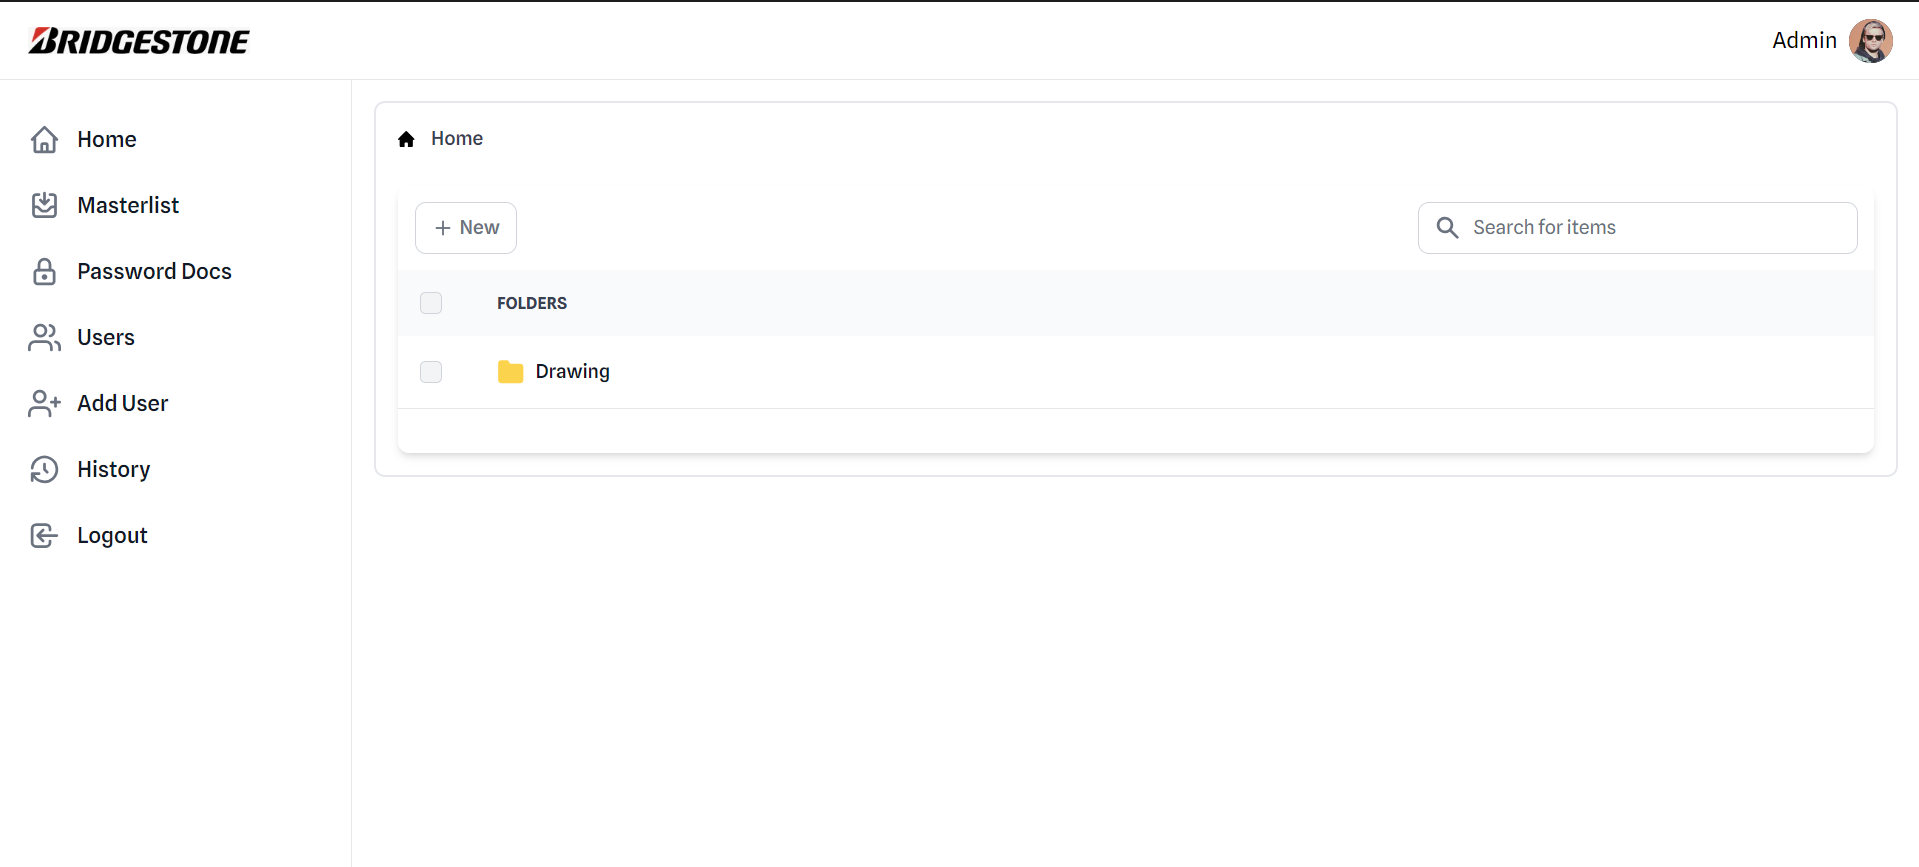 BRIDGESTONE
Admin
Home
Masterlist
Password Docs
Users
Add User
History
Logout
Home
New
Search for items
FOLDERS
Drawing